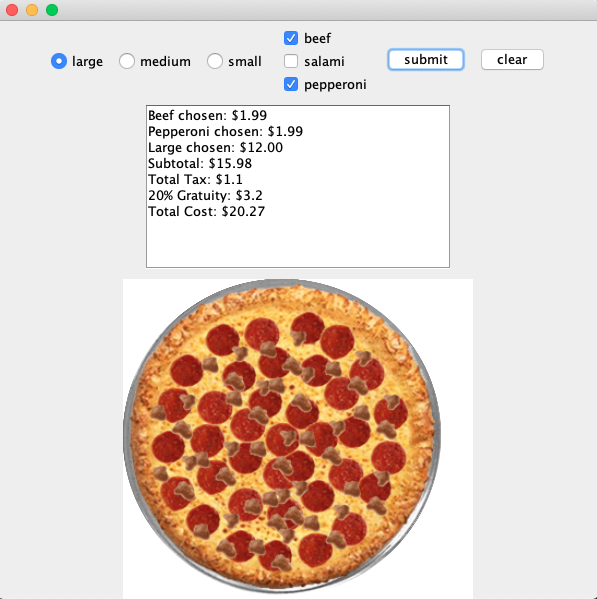 beef
large medium small salami submit clear
pepperoni
Beef chosen: $1.99
Pepperoni chosen: $1.99
Large chosen: $12.00
Subtotal: $15.98
Total Tax: $1.1
20% Gratuity: $3.2
Total Cost: $20.27